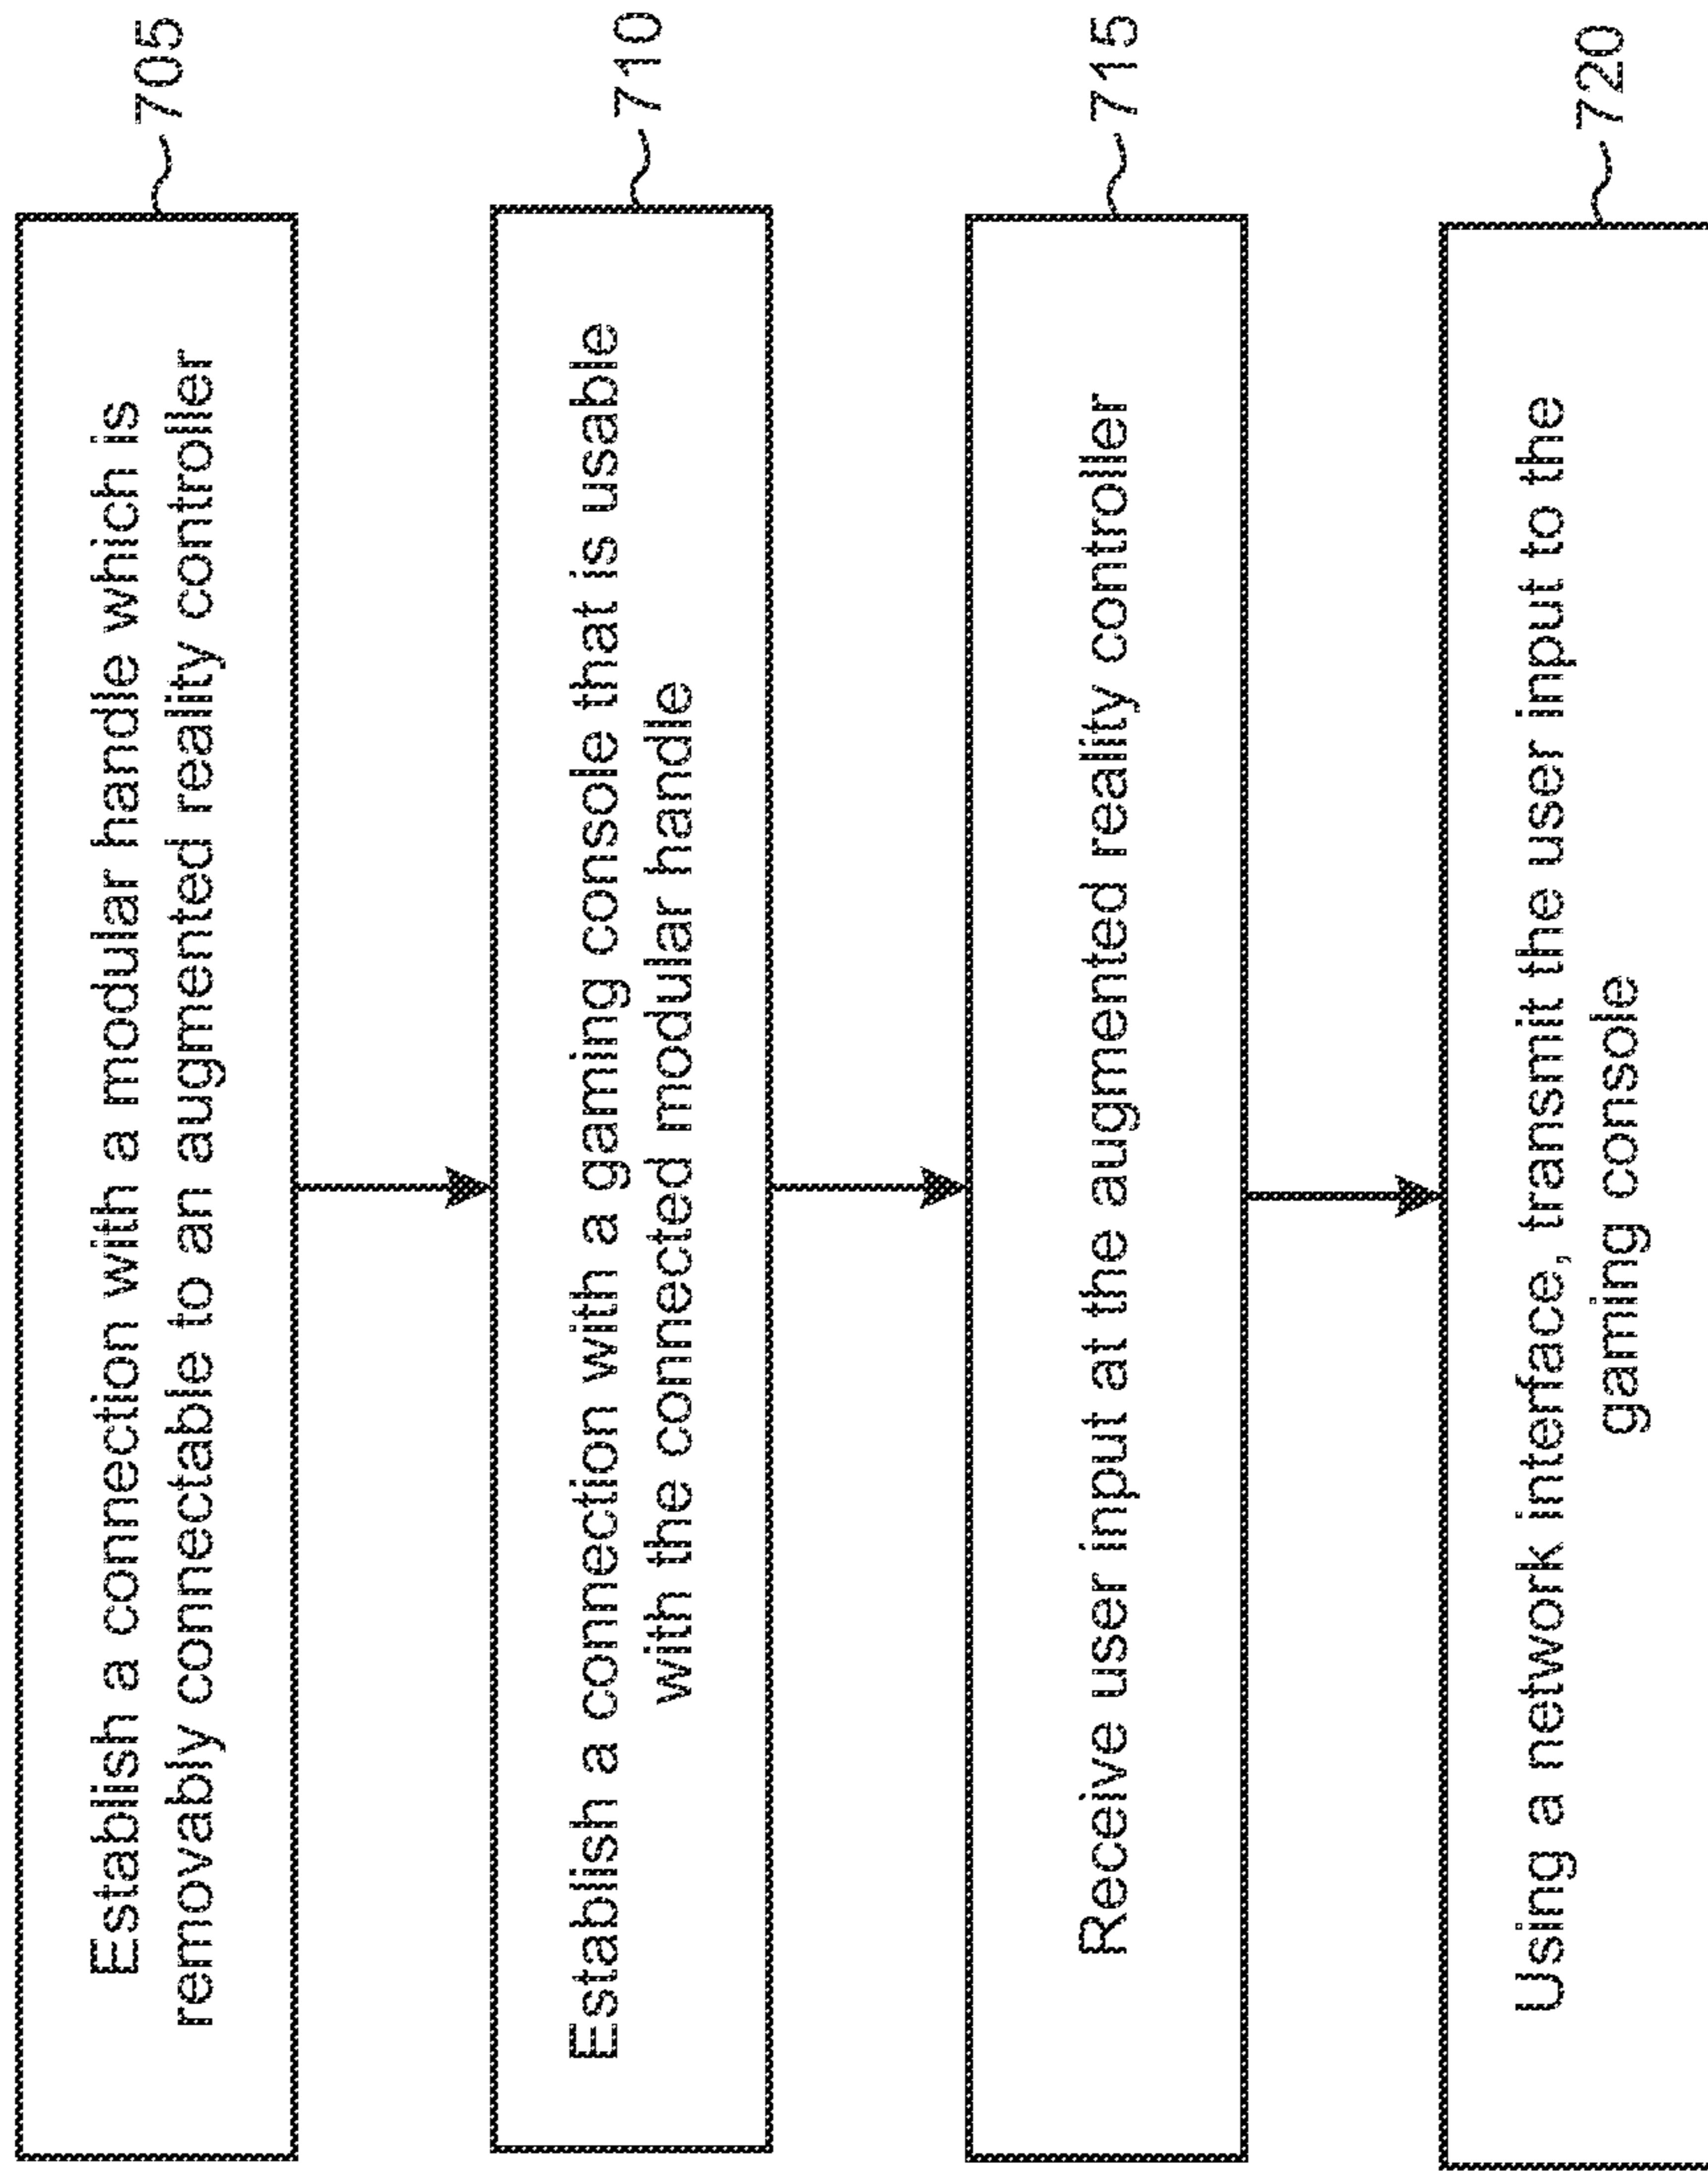 Establish a connection with a modular handle which is
removably connectable to an augmented reality controller
705
Establish a connection with a gaming console that is usable
with the connected modular handle
710
Receive user input at the augmented reality controller
715
Using a network interface, transmit the user input to the
gaming console
720